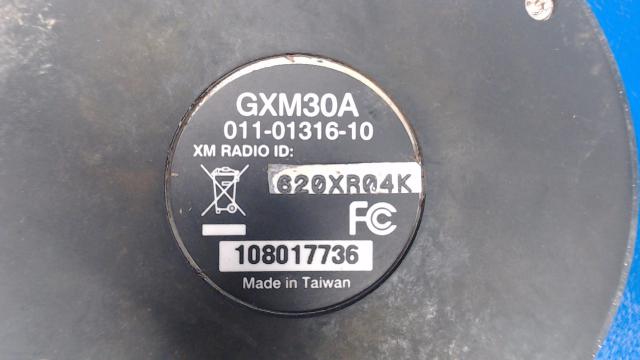 GXM30A
011-01316-10
XM RADIO ID:
620XR04K
FC
108017736
Made in Taiwan